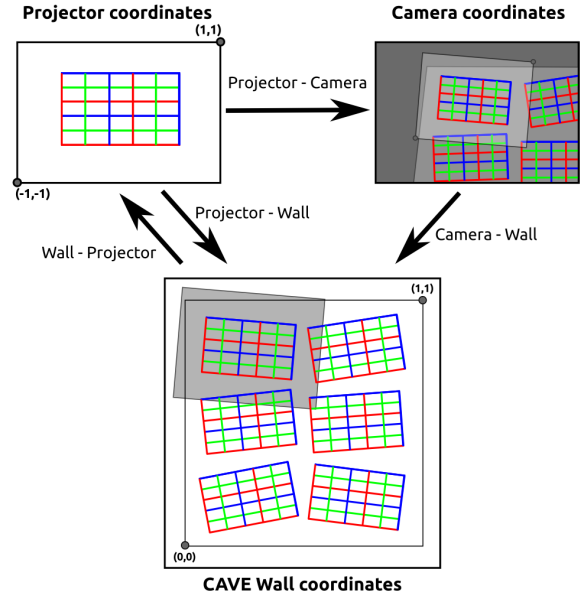 Projector coordinates
Camera coordinates
(1,1)
Projector - Camera
(-1,-1)
Projector - Wall
Wall - Projector
Camera - Wall
(1,1)
(0,0)
CAVE Wall coordinates